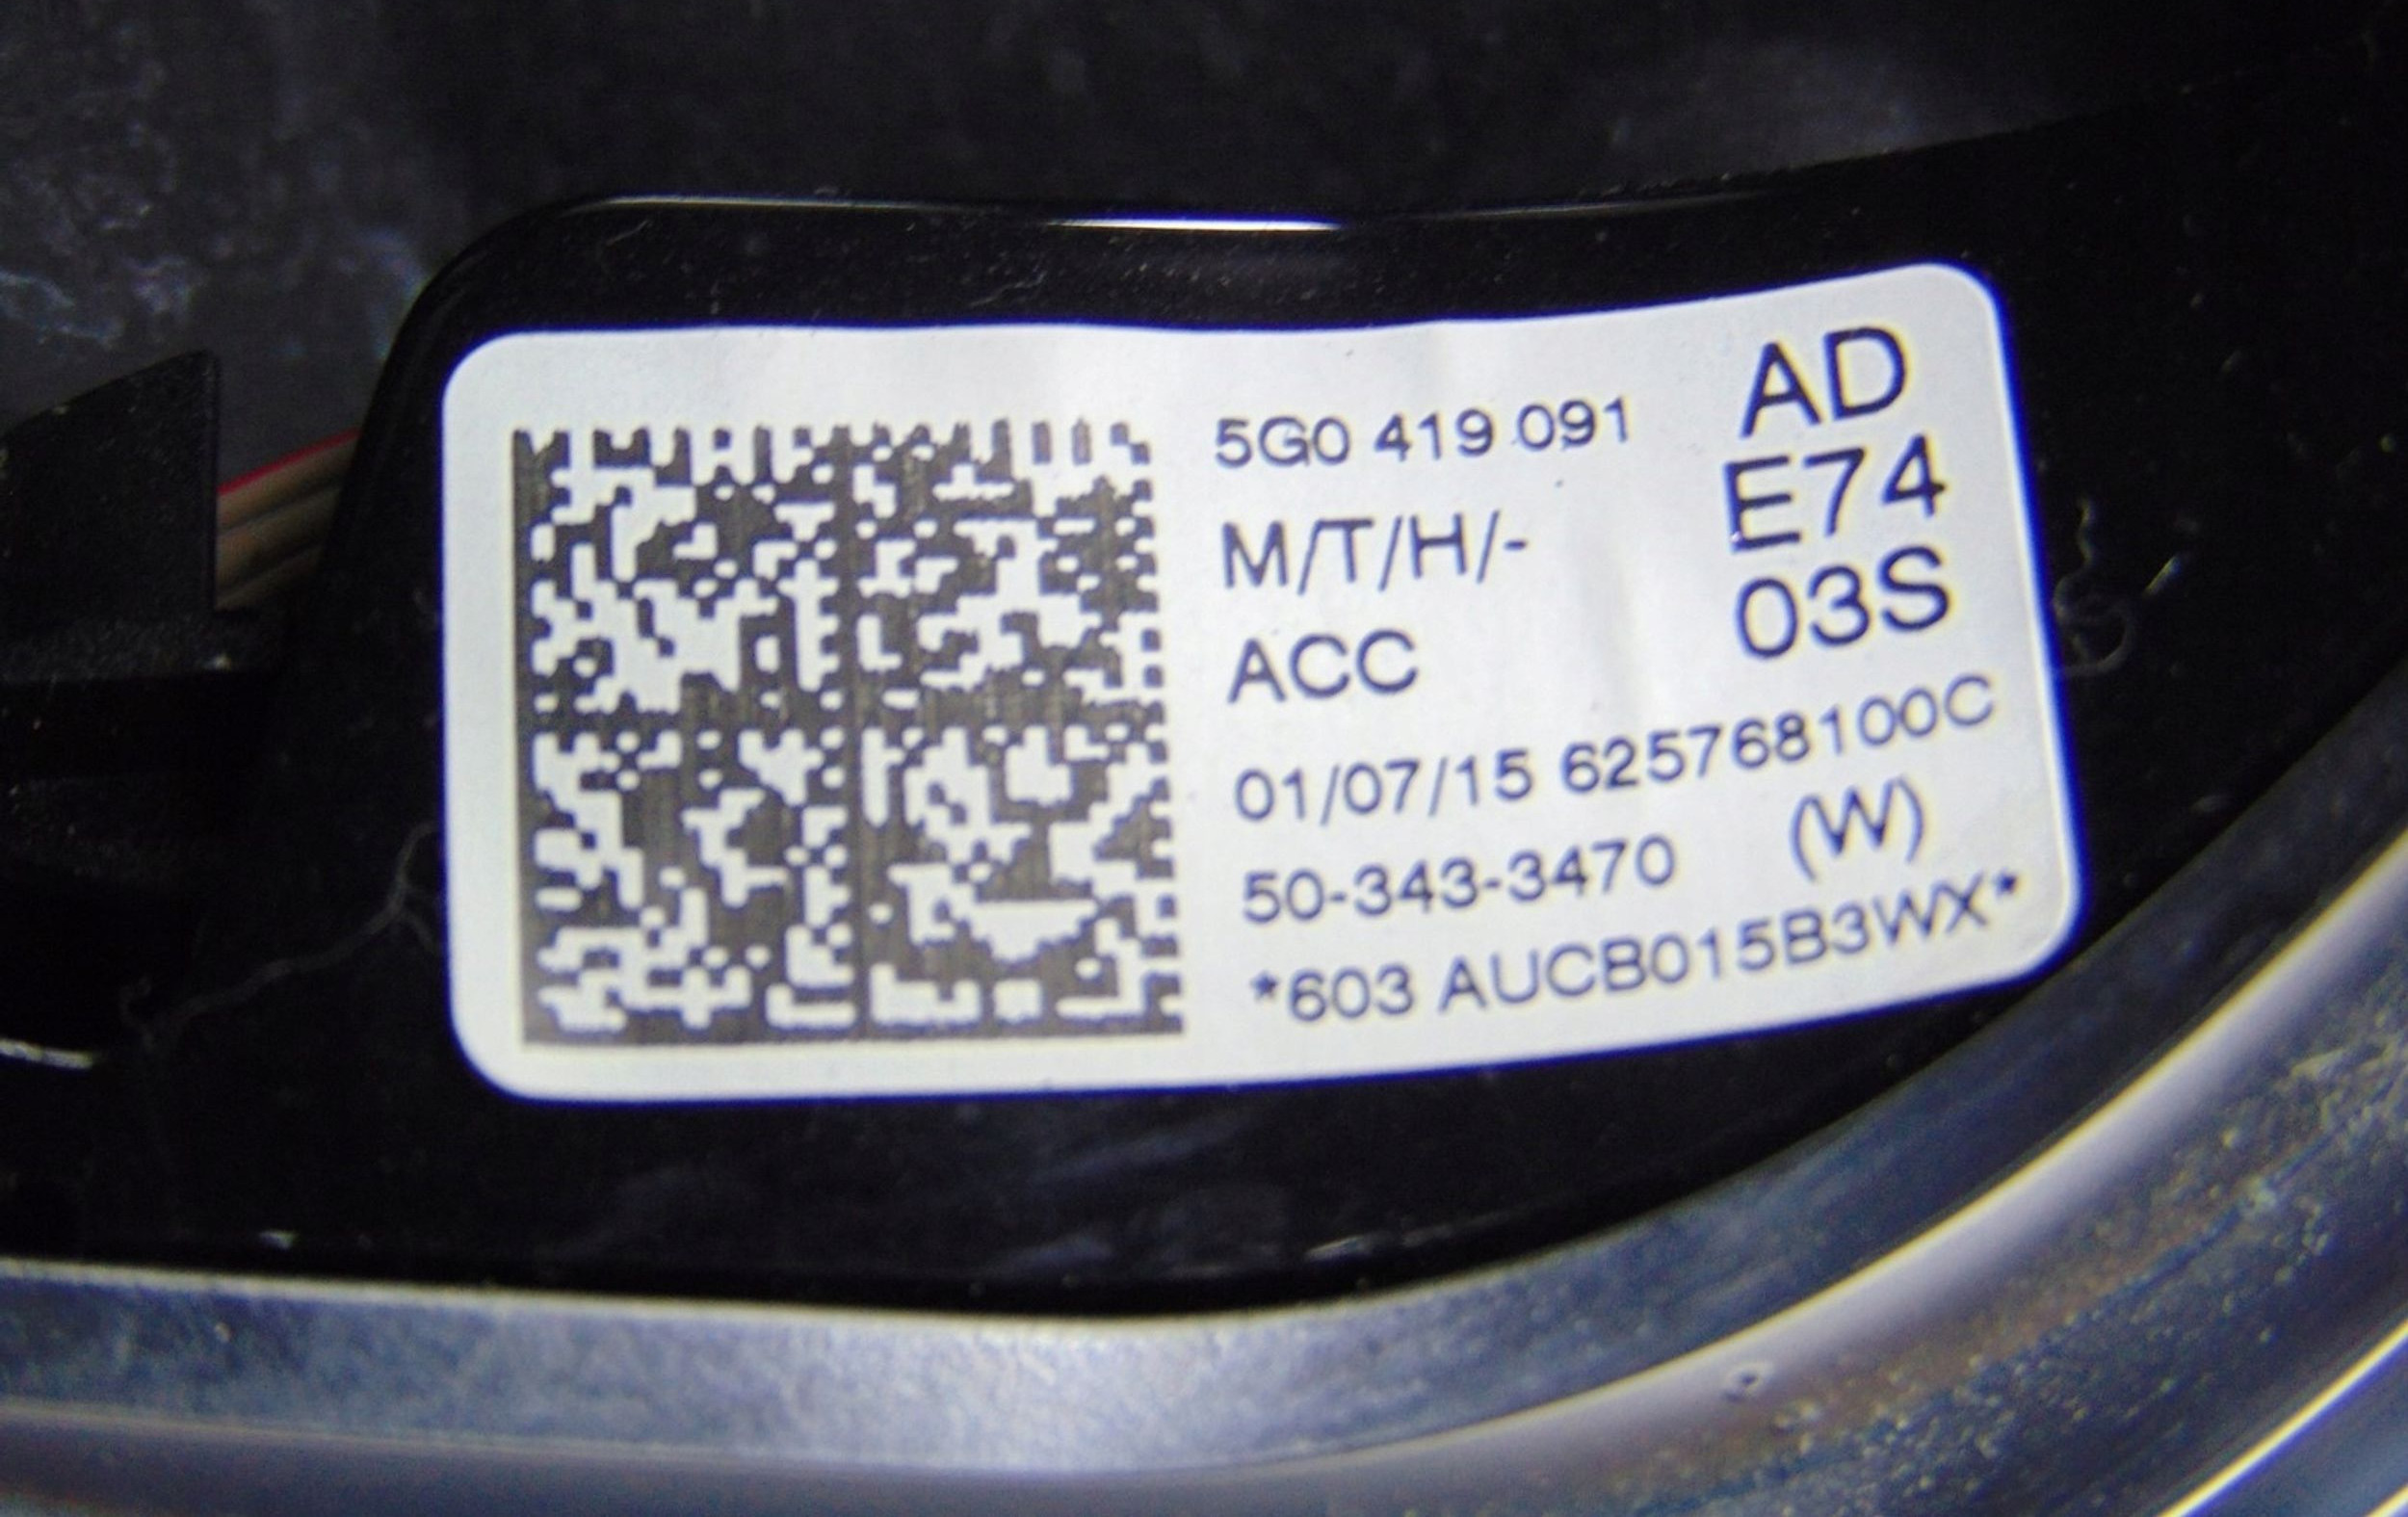 5G0 419 091 AD
M/T/H/- E74
ACC 03S
01/07/15 625768100C
50-343-3470 (W)
*603 AUCB015B3WX*